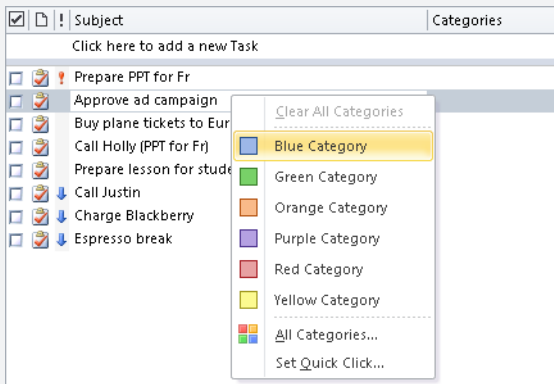 ! Subject Categories
Click here to add a new Task
Prepare PPT for Fr
Approve ad campaign
Buy plane tickets to Eur
Call Holly (PPT for Fr)
Prepare lesson for stude
Call Justin
Charge Blackberry
Espresso break
Clear All Categories
Blue Category
Green Category
Orange Category
Purple Category
Red Category
Yellow Category
All Categories...
Set Quick Click...